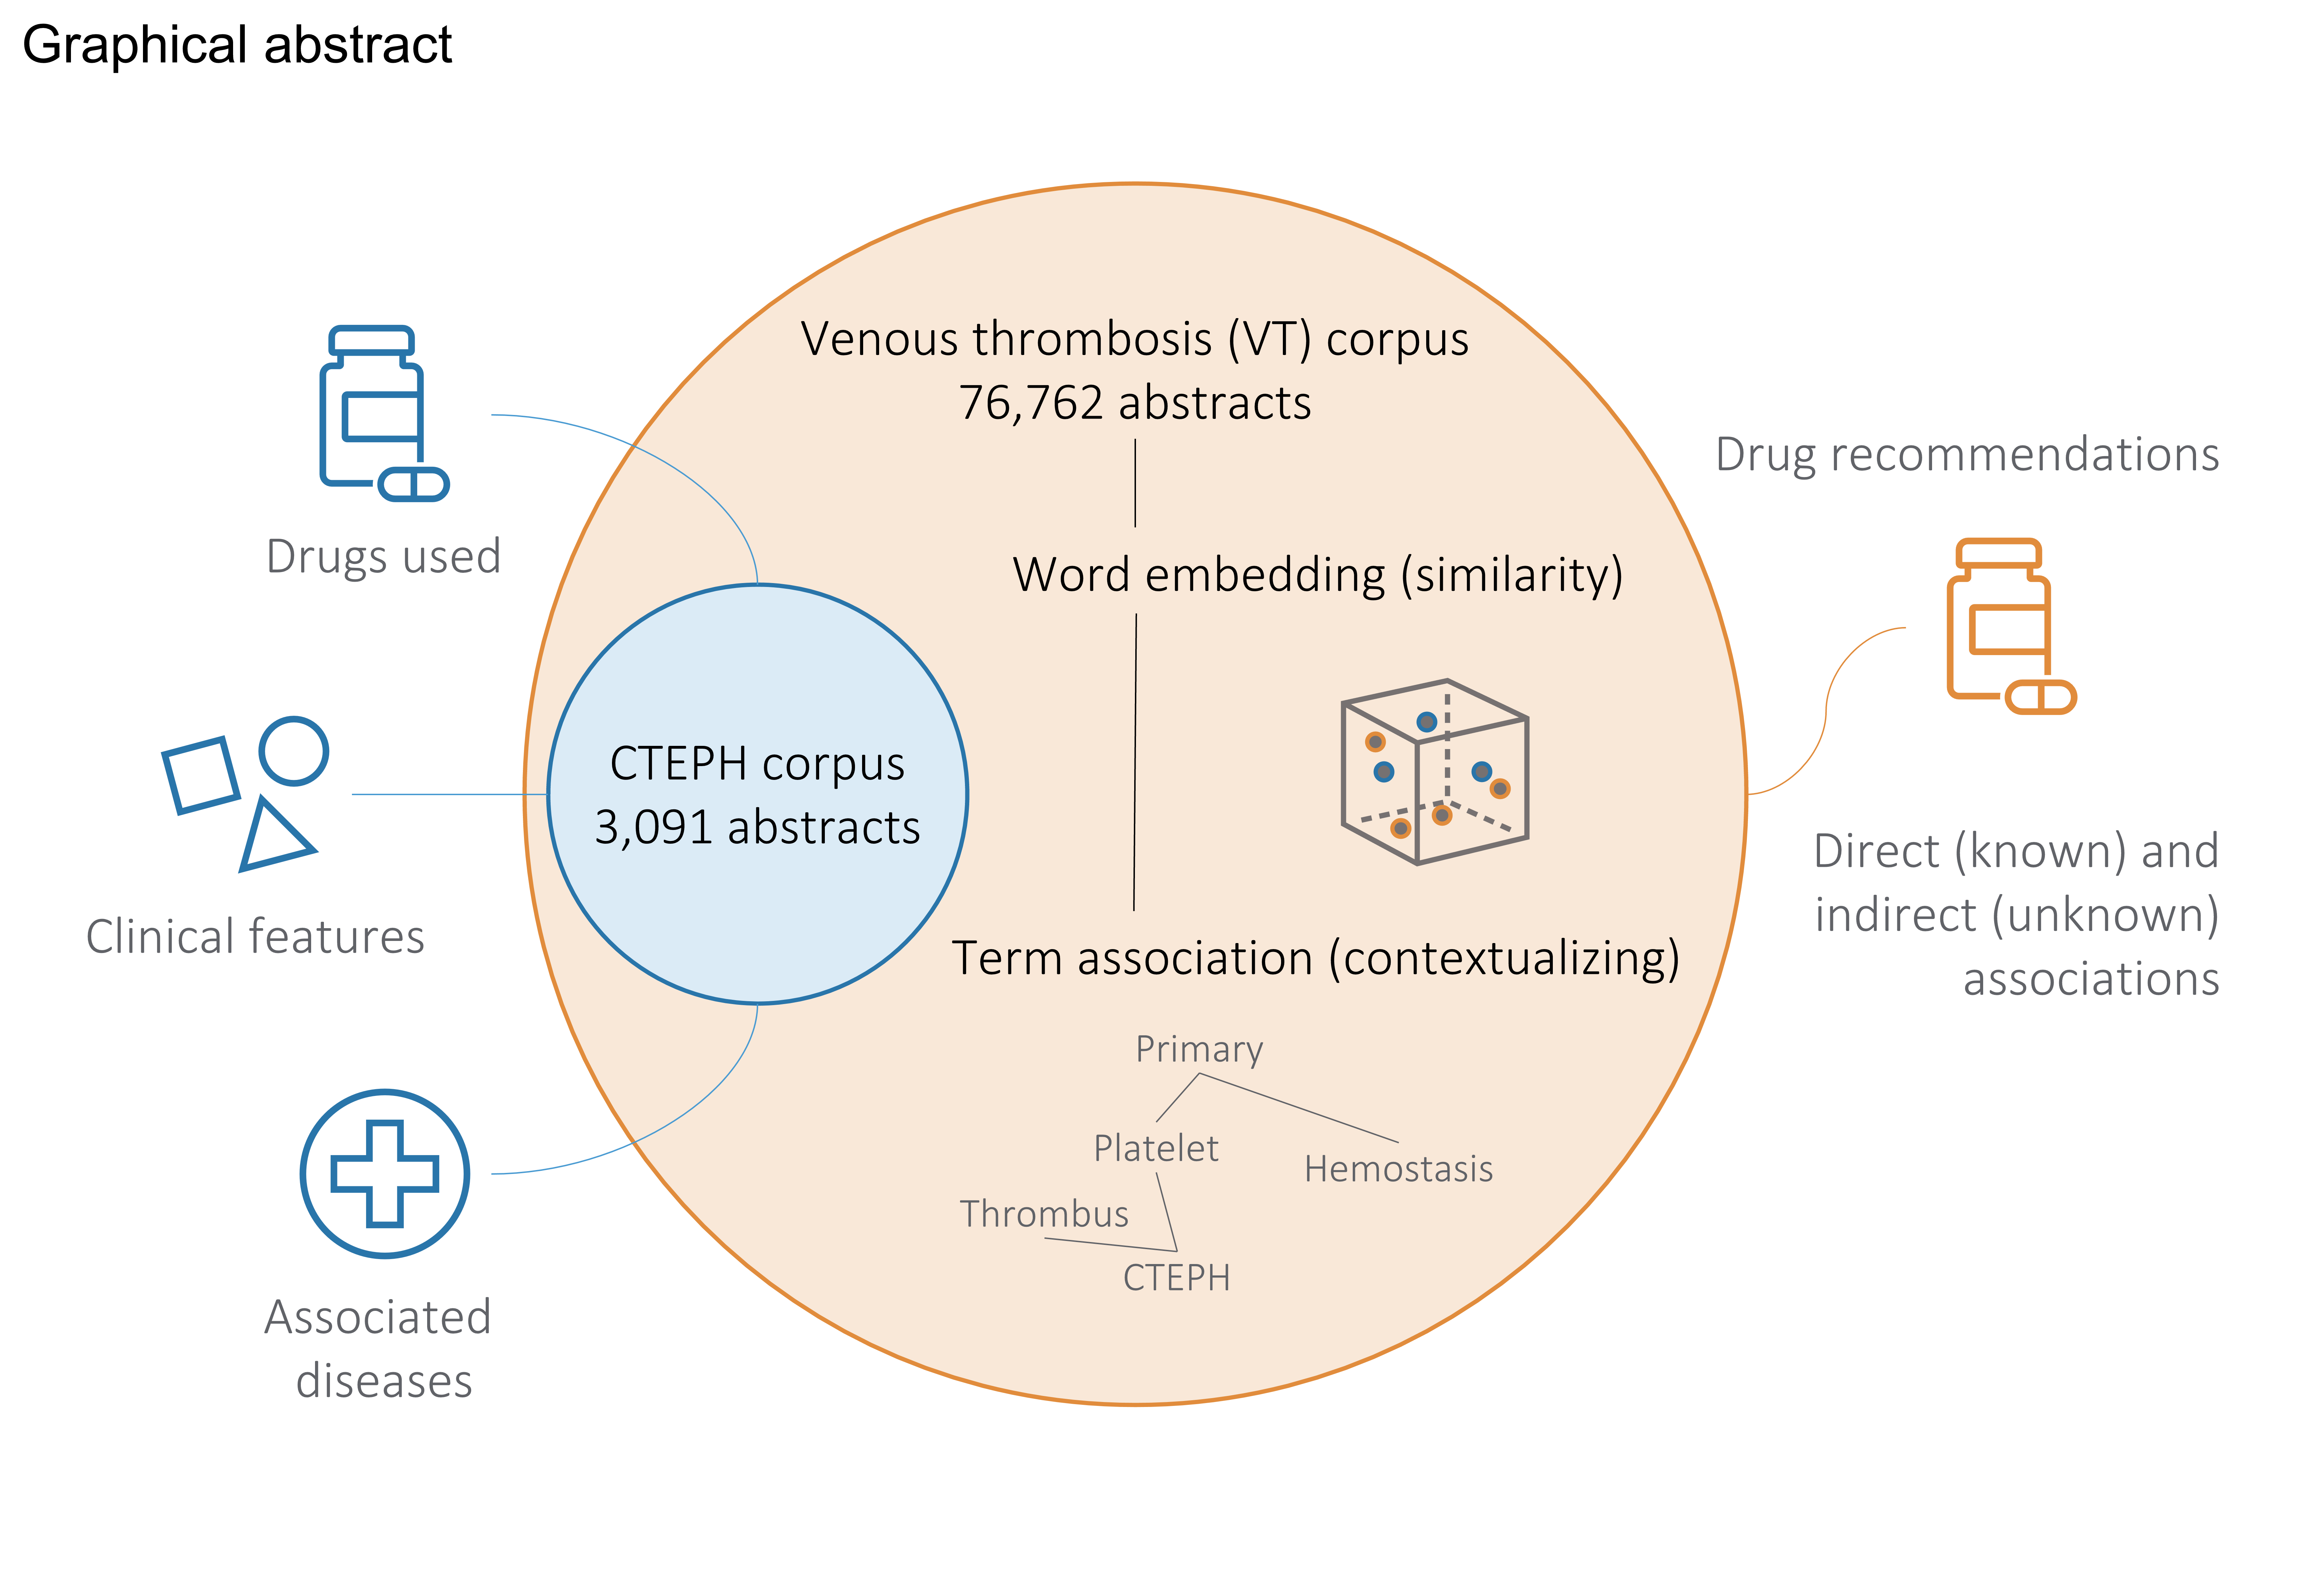 Graphical abstract
Drugs used
Clinical features
Associated
diseases
CTEPH corpus
3,091 abstracts
Venous thrombosis (VT) corpus
76,762 abstracts
Word embedding (similarity)
Term association (contextualizing)
Primary
Platelet
Hemostasis
Thrombus
CTEPH
Drug recommendations
Direct (known) and
indirect (unknown)
associations